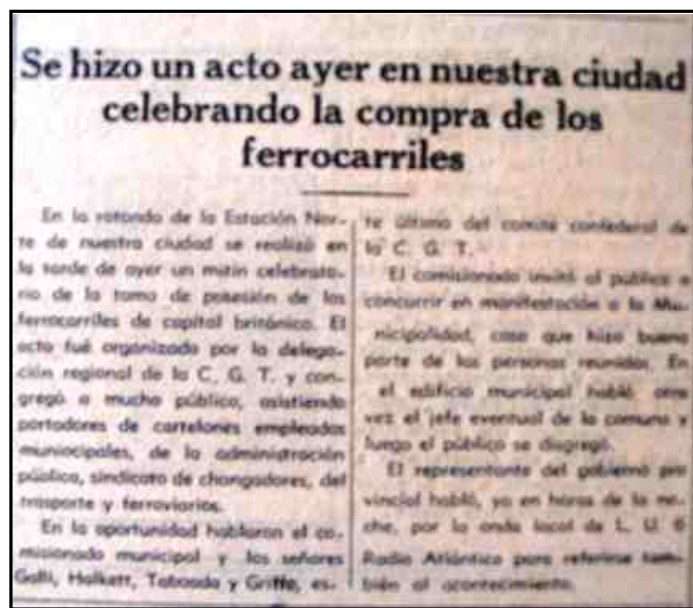 Se hizo un acto ayer en nuestra ciudad
celebrando la compra de los
ferrocarriles
En la rotonda de la Estación Nor-
te de nuestra ciudad se realizó en
la tarde de ayer un mitin celebrato-
rio de la toma de posesión de los
ferrocarriles de capital británico. El
acto fué organizado por la delega-
ción regional de la C. G. T. y con-
gregó a mucho público, asistiendo
portadores de cartelones empleados
municipales, de la administración
pública, sindicato de changadores, del
trasporte y ferroviarios.
En la oportunidad hablaron el co-
misionado municipal y los señores
Galli, Halkett, Taboada y Griffo, es-
te último del comité confederal de
la C. G. T.
El comisionado invitó al público a
concurrir en manifestación a la Mu-
nicipalidad, cosa que hizo buena
parte de las personas reunidas. En
el edificio municipal habló otra
vez el jefe eventual de la comuna y
luego el público se disgregó.
El representante del gobierno pro
vincial habló, ya en horas de la no-
che, por la onda local de L. U. 6
Radio Atlántica para referirse tam-
bién al acontecimiento.